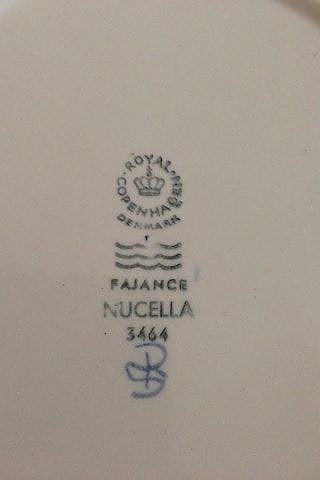 ROYAL
COPENHAGEN
DENMARK
FAJANCE
NUCELLA
3464